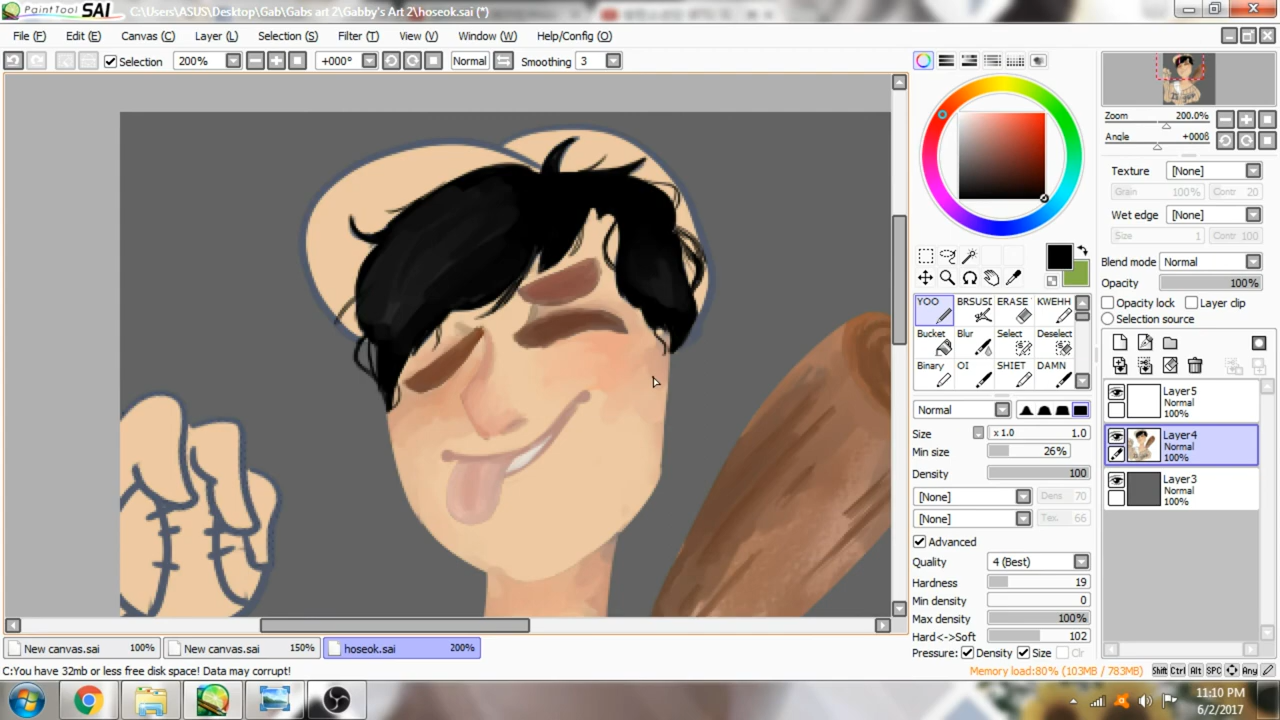 PaintTool SAI C:\Users\ASUS\Desktop\Gab\Gabs art 2\Gabby's Art 2\hoseok.sai (*)
File (F) Edit (E) Canvas (C) Layer (L) Selection (S) Filter (T) View (V) Window (W) Help/Config (O)
Selection 200% +000° Normal Smoothing 3
Zoom 200.0%
Angle +000ß
Texture [None]
Grain 100% Contr 20
Wet edge [None]
Size 1 Contr 100
Blend mode Normal
Opacity 100%
Opacity lock Layer clip
Selection source
YOO BRSUSI ERASE KWEHH
Bucket Blur Select Deselect
Binary OI SHIET DAMN
Normal
Size x 1.0 1.0
Min size 26%
Density 100
[None] Dens 70
[None] Tex. 66
Advanced
Quality 4 (Best)
Hardness 19
Min density 0
Max density 100%
Hard<->Soft 102
Pressure: Density Size Clr
Layer5
Normal
100%
Layer4
Normal
100%
Layer3
Normal
100%
New canvas.sai 100% New canvas.sai 150% hoseok.sai 200%
C:You have 32mb or less free disk space! Data may corrupt!
Memory load:80% (103MB / 783MB) Shift Ctrl Alt SPC Any
11:10 PM
6/2/2017